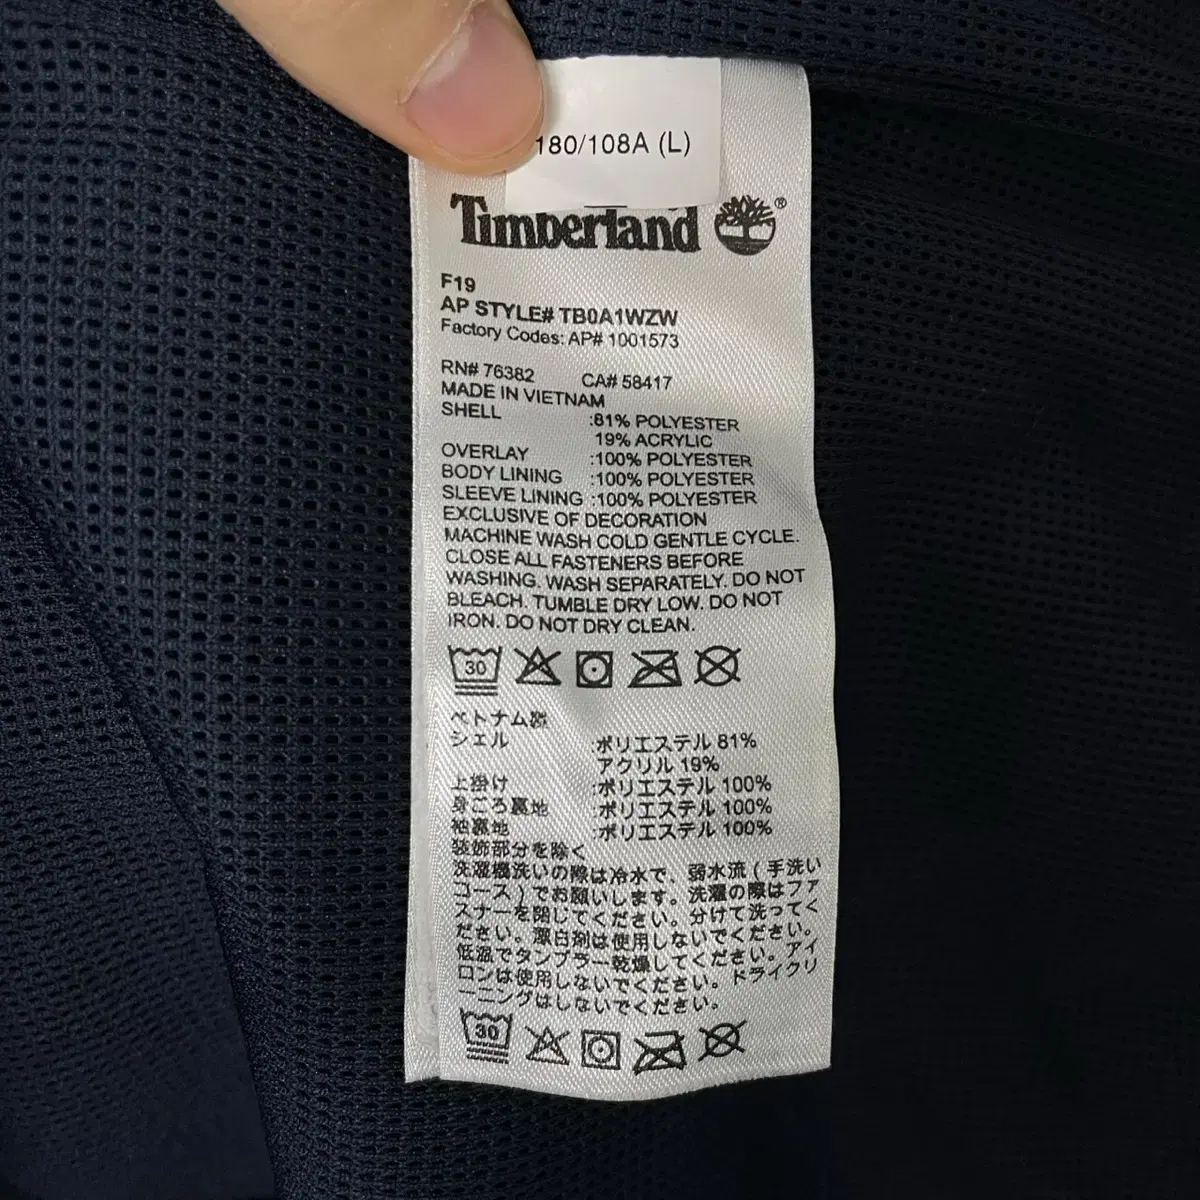 180/108A (L)
Timberland ®
F19
AP STYLE# TB0A1WZW
Factory Codes: AP# 1001573
RN# 76382 CA# 58417
MADE IN VIETNAM
SHELL :81% POLYESTER
19% ACRYLIC
OVERLAY :100% POLYESTER
BODY LINING :100% POLYESTER
SLEEVE LINING :100% POLYESTER
EXCLUSIVE OF DECORATION
MACHINE WASH COLD GENTLE CYCLE.
CLOSE ALL FASTENERS BEFORE
WASHING. WASH SEPARATELY. DO NOT
BLEACH. TUMBLE DRY LOW. DO NOT
IRON. DO NOT DRY CLEAN.
30
ベトナム製
シェル :ポリエステル 81%
アクリル 19%
上掛け :ポリエステル 100%
身ごろ裏地 :ポリエステル 100%
袖裏地 :ポリエステル 100%
装飾部分を除く
洗濯機洗いの際は冷水で、弱水流 ( 手洗い
コース ) でお願いします。洗濯の際はファ
スナーを閉じてください。分けて洗ってく
ださい。漂白剤は使用しないでください。
低温でタンブラー乾燥してください。アイ
ロンは使用しないでください。ドライクリ
ーニングはしないでください。
30